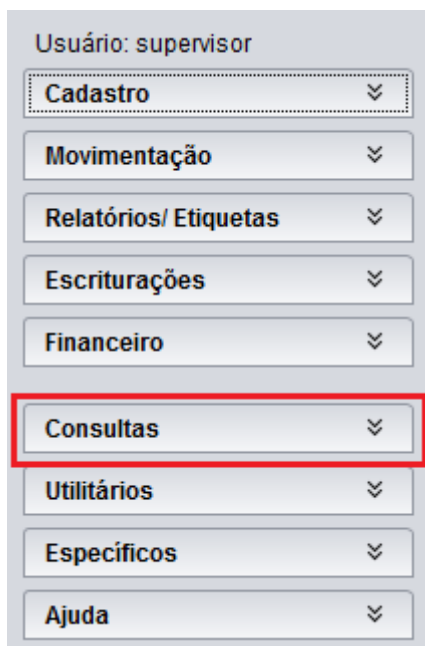 Usuário: supervisor
Cadastro
Movimentação
Relatórios/ Etiquetas
Escriturações
Financeiro
Consultas
Utilitários
Específicos
Ajuda